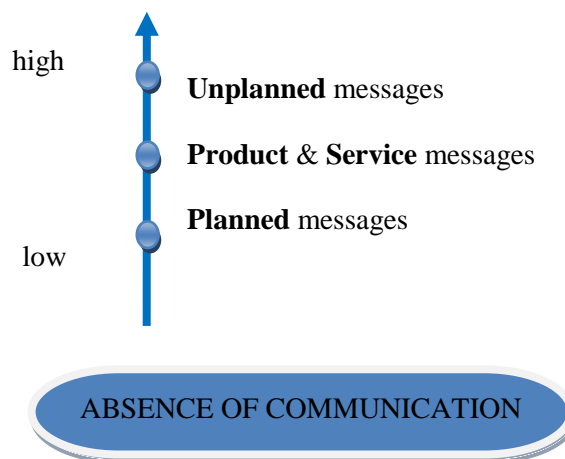 high
Unplanned messages
Product & Service messages
Planned messages
low
ABSENCE OF COMMUNICATION